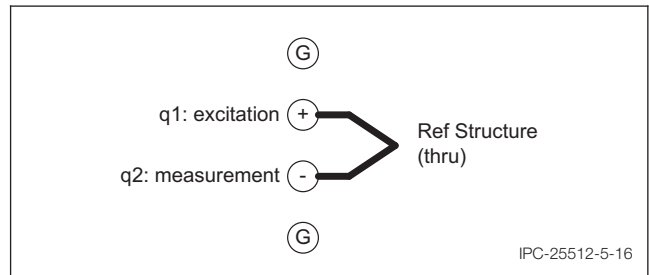 G
q1: excitation +
Ref Structure
(thru)
q2: measurement -
G
IPC-25512-5-16